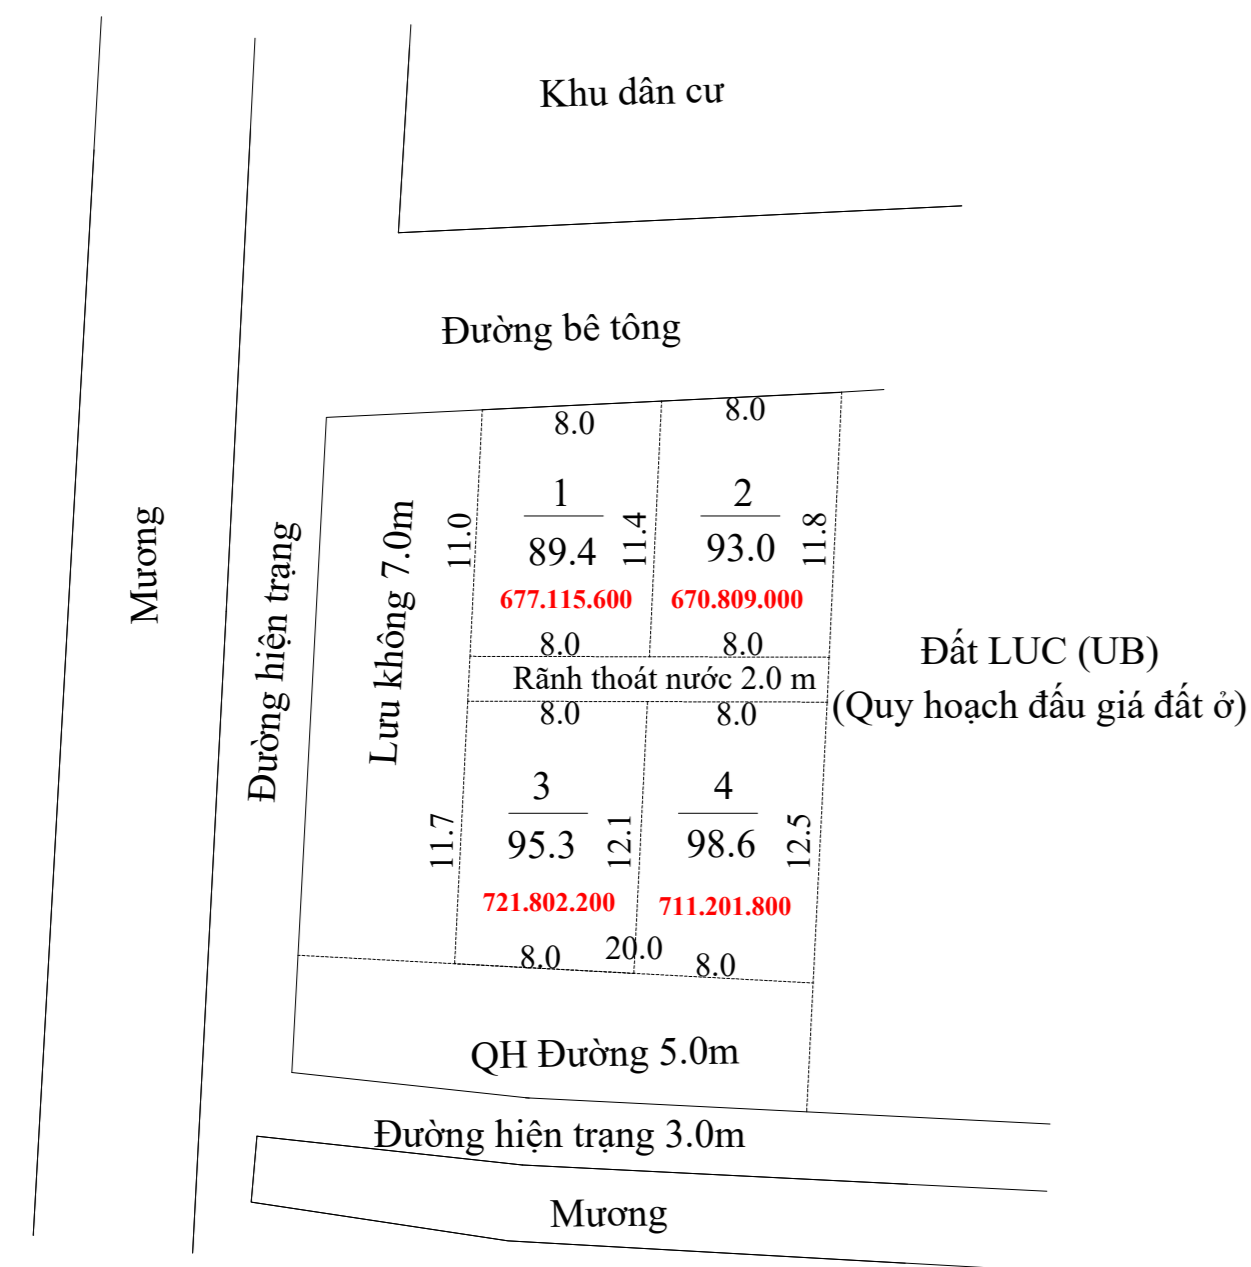 Khu dân cư
Đường bê tông
8.0
8.0
1
89.4
2
93.0
11.0
11.4
11.8
677.115.600
670.809.000
8.0
8.0
Rãnh thoát nước 2.0 m
8.0
8.0
3
95.3
4
98.6
11.7
12.1
12.5
721.802.200
711.201.800
8.0
20.0
8.0
Mương
Đường hiện trạng
Lưu không 7.0m
Đất LUC (UB)
(Quy hoạch đấu giá đất ở)
QH Đường 5.0m
Đường hiện trạng 3.0m
Mương